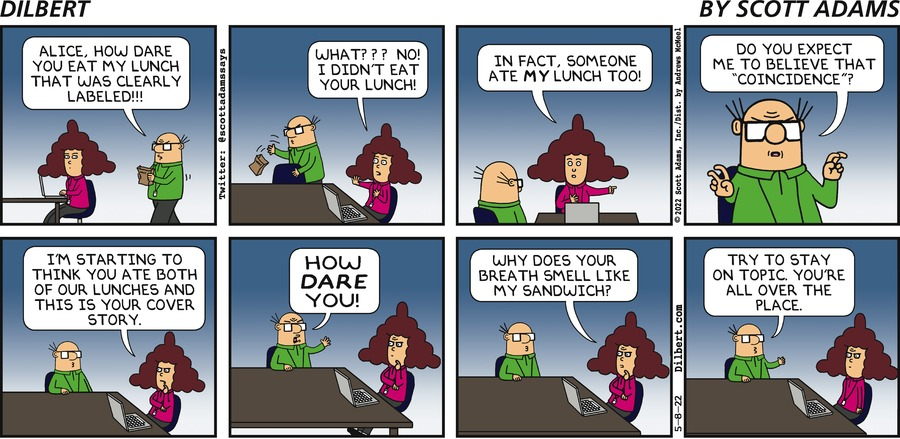 DILBERT
BY SCOTT ADAMS
ALICE, HOW DARE
YOU EAT MY LUNCH
THAT WAS CLEARLY
LABELED!!!
Twitter: @scottadamssays
WHAT??? NO!
I DIDN'T EAT
YOUR LUNCH!
IN FACT, SOMEONE
ATE MY LUNCH TOO!
©2022 Scott Adams, Inc./Dist. by Andrews McMeel
DO YOU EXPECT
ME TO BELIEVE THAT
"COINCIDENCE"?
I'M STARTING TO
THINK YOU ATE BOTH
OF OUR LUNCHES AND
THIS IS YOUR COVER
STORY.
HOW
DARE
YOU!
WHY DOES YOUR
BREATH SMELL LIKE
MY SANDWICH?
5-8-22 Dilbert.com
TRY TO STAY
ON TOPIC. YOU'RE
ALL OVER THE
PLACE.